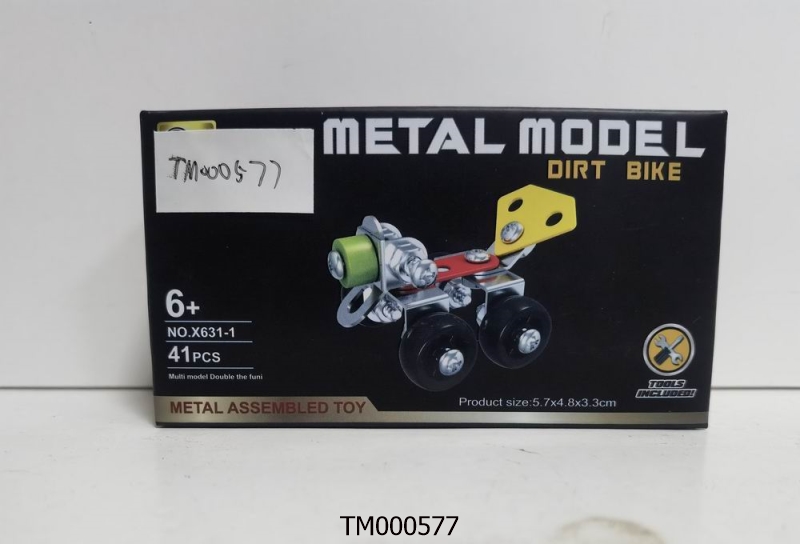 METAL MODEL
DIRT BIKE
TM000577
6+
NO.X631-1
41PCS
Multi model Double the funi
METAL ASSEMBLED TOY
Product size:5.7x4.8x3.3cm
TOOLS
INCLUDED!
TM000577